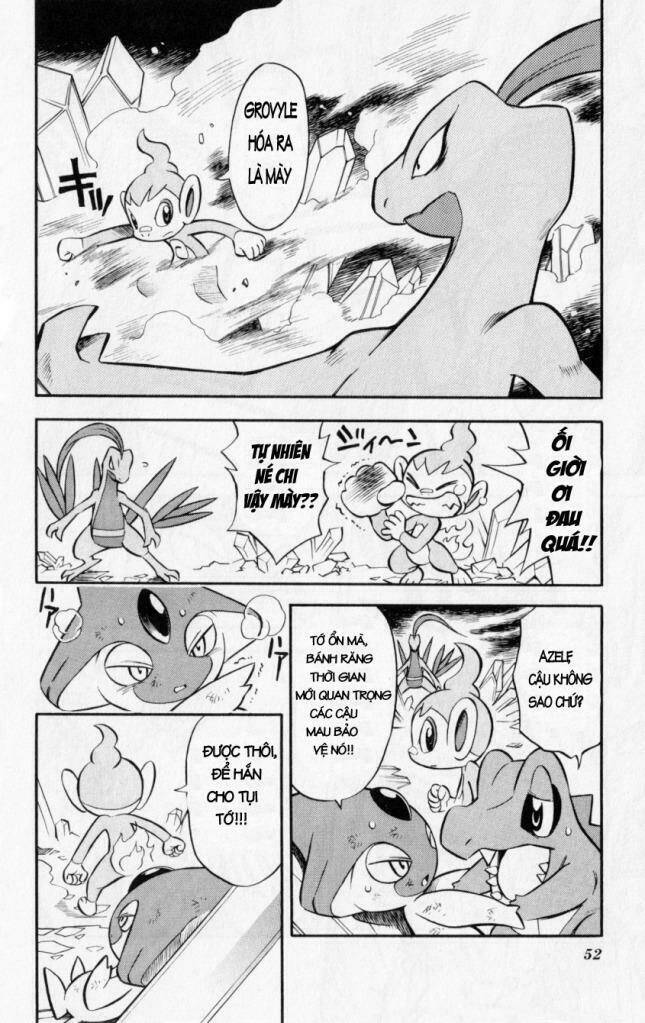 GROVYLE
HÓA RA
LÀ MÀY
キッ!!
ỐI
GIỜI
ƠI
ĐAU
QUÁ!!
ジィ〜ン
TỰ NHIÊN
NÉ CHI
VẬY MÀY??
AZELF,
CẬU KHÔNG
SAO CHỨ?
TỚ ỔN MÀ,
BÁNH RĂNG
THỜI GIAN
MỚI QUAN TRỌNG
CÁC CẬU
MAU BẢO
VỆ NÓ!!
ハァ
ハァ
ĐƯỢC THÔI,
ĐỂ HẮN
CHO TỤI
TỚ!!!
52